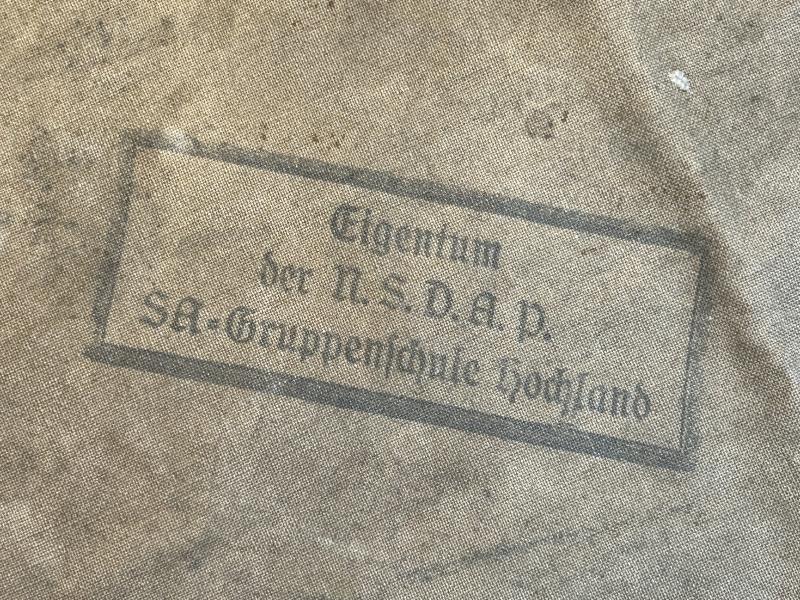 Eigentum
der N.S.D.A.P.
SA-Gruppenschule Hochland